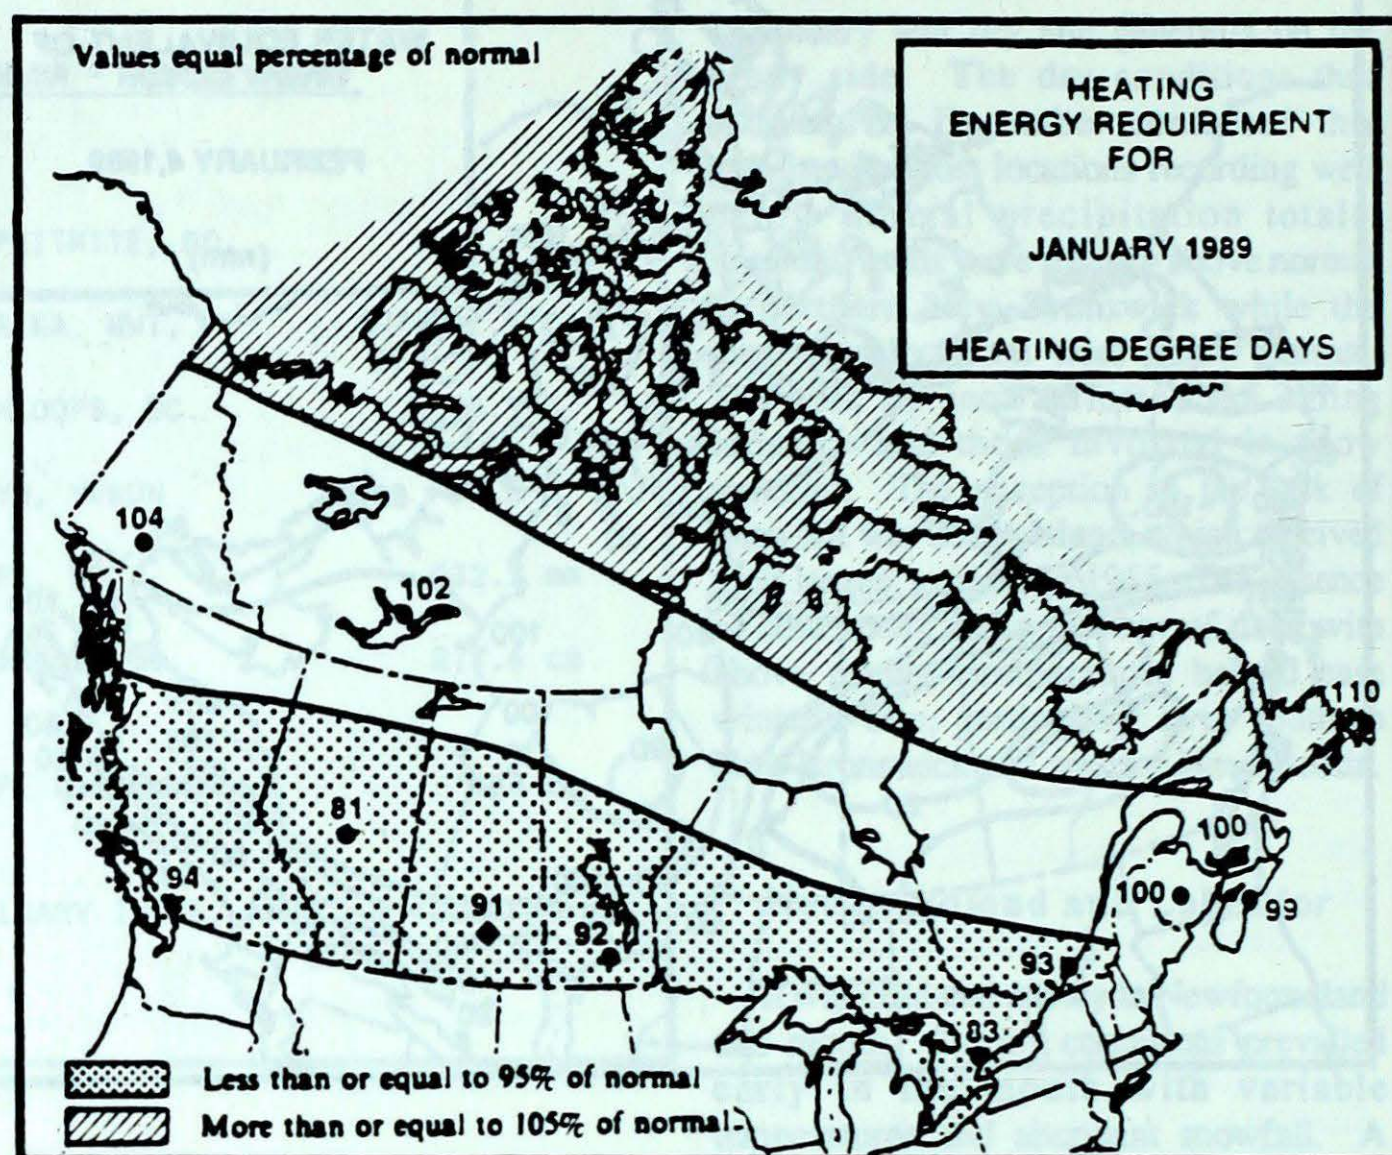 Values equal percentage of normal
HEATING
ENERGY REQUIREMENT
FOR
JANUARY 1989
HEATING DEGREE DAYS
104
102
110
81
94
91
92
100
100
99
93
83
Less than or equal to 95% of normal
More than or equal to 105% of normal